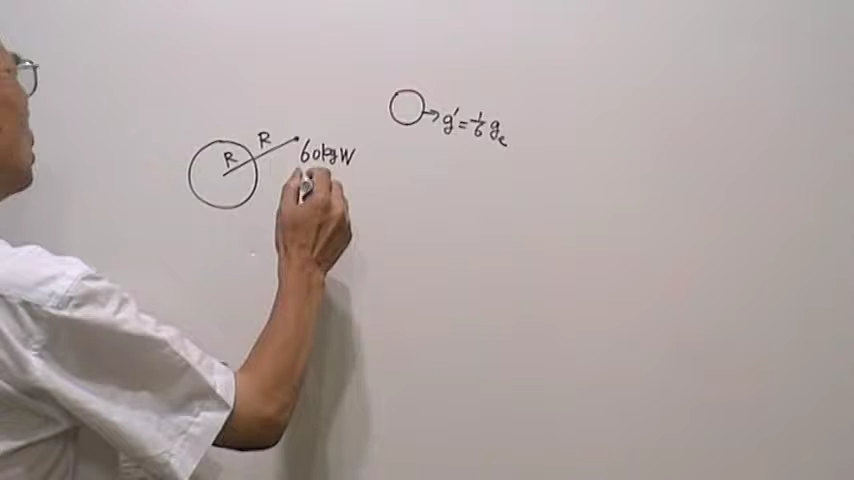 R
R
60kgW
g' = 1/6 gₑ